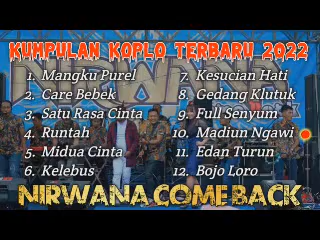 KUMPULAN KOPLO TERBARU 2022
1. Mangku Purel
2. Care Bebek
3. Satu Rasa Cinta
4. Runtah
5. Midua Cinta
6. Kelebus
7. Kesucian Hati
8. Gedang Klutuk
9. Full Senyum
10. Madiun Ngawi
11. Edan Turun
12. Bojo Loro
NIRWANA COMEBACK